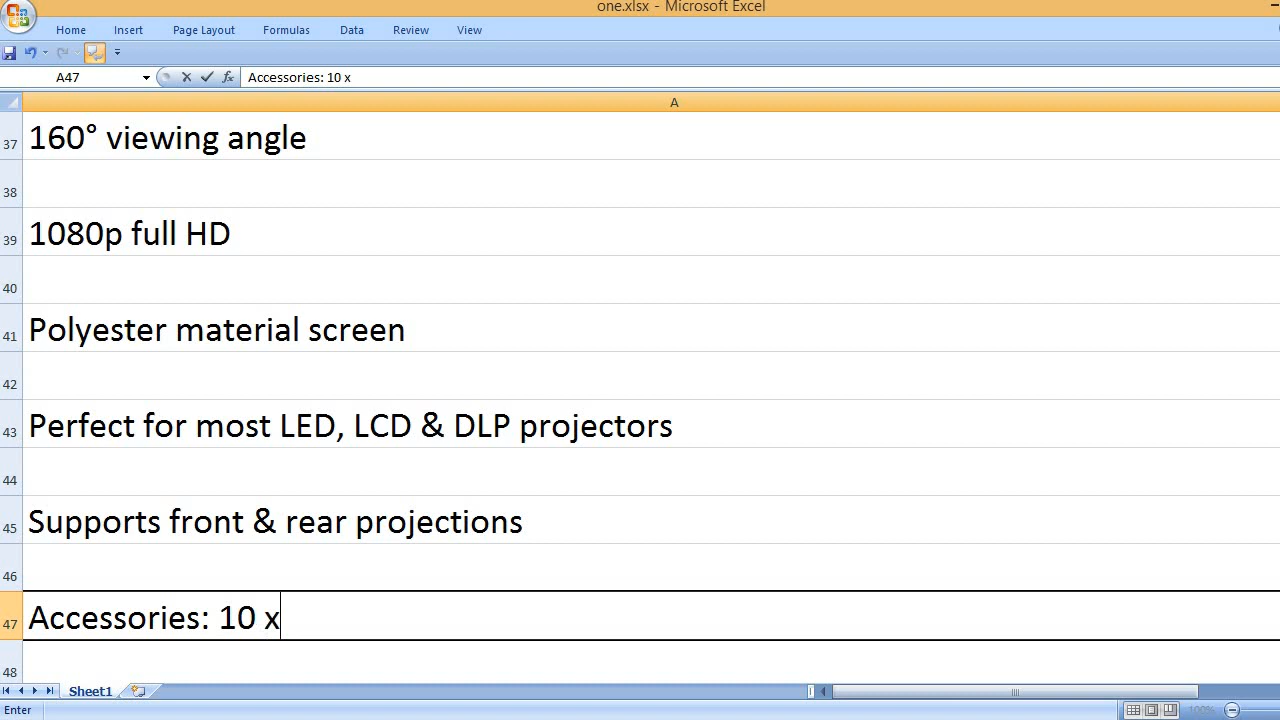 one.xlsx - Microsoft Excel
Home Insert Page Layout Formulas Data Review View
A47 fx Accessories: 10 x
A
37 160° viewing angle
38
39 1080p full HD
40
41 Polyester material screen
42
43 Perfect for most LED, LCD & DLP projectors
44
45 Supports front & rear projections
46
47 Accessories: 10 x
48
Sheet1
Enter 100%